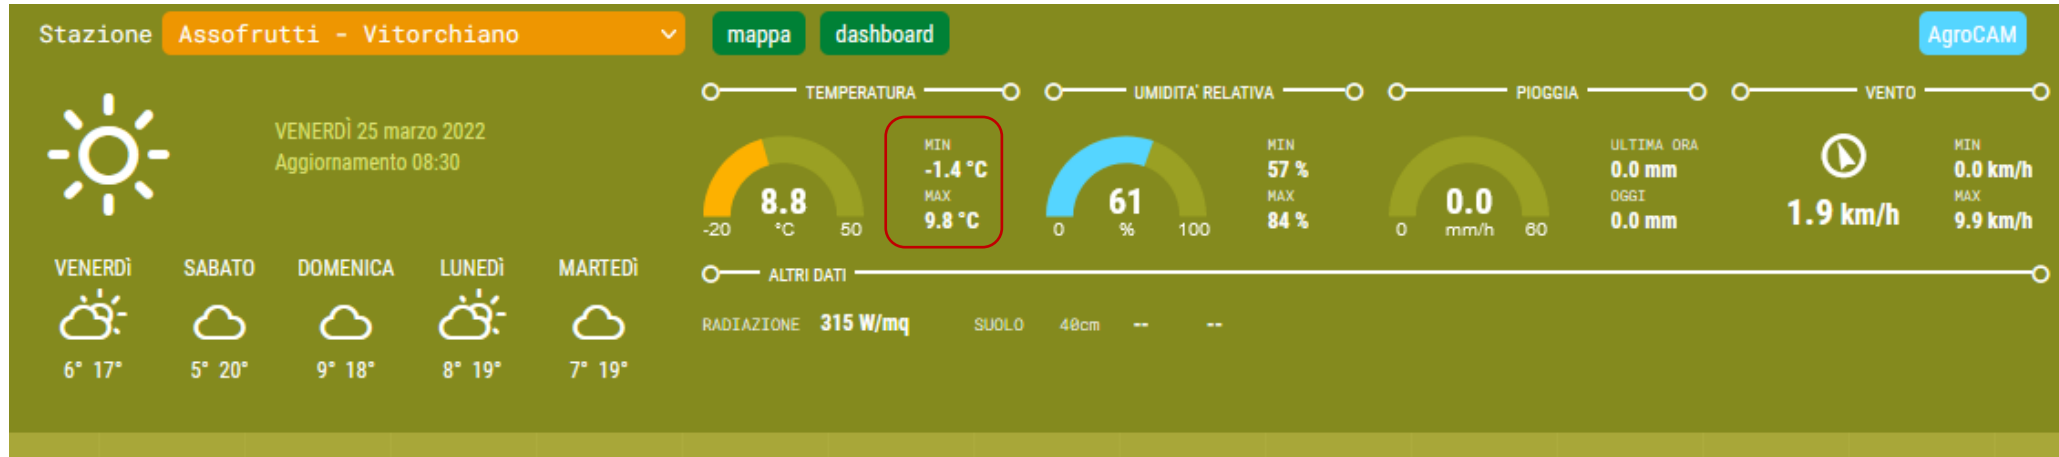 Stazione Assofrutti - Vitorchiano mappa dashboard AgroCAM
VENERDÌ 25 marzo 2022
Aggiornamento 08:30
TEMPERATURA
8.8
°C
-20
50
MIN
-1.4 °C
MAX
9.8 °C
UMIDITA' RELATIVA
61
%
0
100
MIN
57 %
MAX
84 %
PIOGGIA
0.0
mm/h
0
60
ULTIMA ORA
0.0 mm
OGGI
0.0 mm
VENTO
1.9 km/h
MIN
0.0 km/h
MAX
9.9 km/h
VENERDÌ SABATO DOMENICA LUNEDÌ MARTEDÌ
6° 17° 5° 20° 9° 18° 8° 19° 7° 19°
ALTRI DATI
RADIAZIONE 315 W/mq SUOLO 40cm -- --